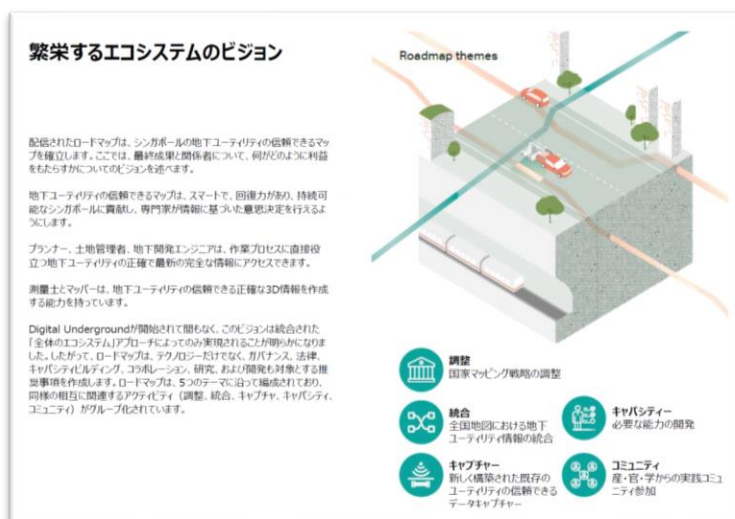 繁栄するエコシステムのビジョン
配信されたロードマップは、シンガポールの地下ユーティリティの信頼できるマッ
プを確立します。ここでは、最終成果と関係者について、何がどのように利益
をもたらすかについてのビジョンを述べます。
地下ユーティリティの信頼できるマップは、スマートで、回復力があり、持続可
能なシンガポールに貢献し、専門家が情報に基づいた意思決定を行えるよ
うにします。
プランナー、土地管理者、地下開発エンジニアは、作業プロセスに直接役
立つ地下ユーティリティの正確で最新の完全な情報にアクセスできます。
測量士とマッパーは、地下ユーティリティの信頼できる正確な3D情報を作成
する能力を持っています。
Digital Undergroundが開始されて間もなく、このビジョンは統合された
「全体のエコシステム」アプローチによってのみ実現されることが明らかになりま
した。したがって、ロードマップは、テクノロジーだけでなく、ガバナンス、法律、
キャパシティビルディング、コラボレーション、研究、および開発も対象とする推
奨事項を作成します。ロードマップは、5つのテーマに沿って編成されており、
同様の相互に関連するアクティビティ（調整、統合、キャプチャ、キャパシティ、
コミュニティ）がグループ化されています。
Roadmap themes
調整
国家マッピング戦略の調整
統合
全国地図における地下
ユーティリティ情報の統合
キャパシティー
必要な能力の開発
キャプチャー
新しく構築された既存の
ユーティリティの信頼できる
データキャプチャー
コミュニティ
産・官・学からの実践コミュ
ニティ参加